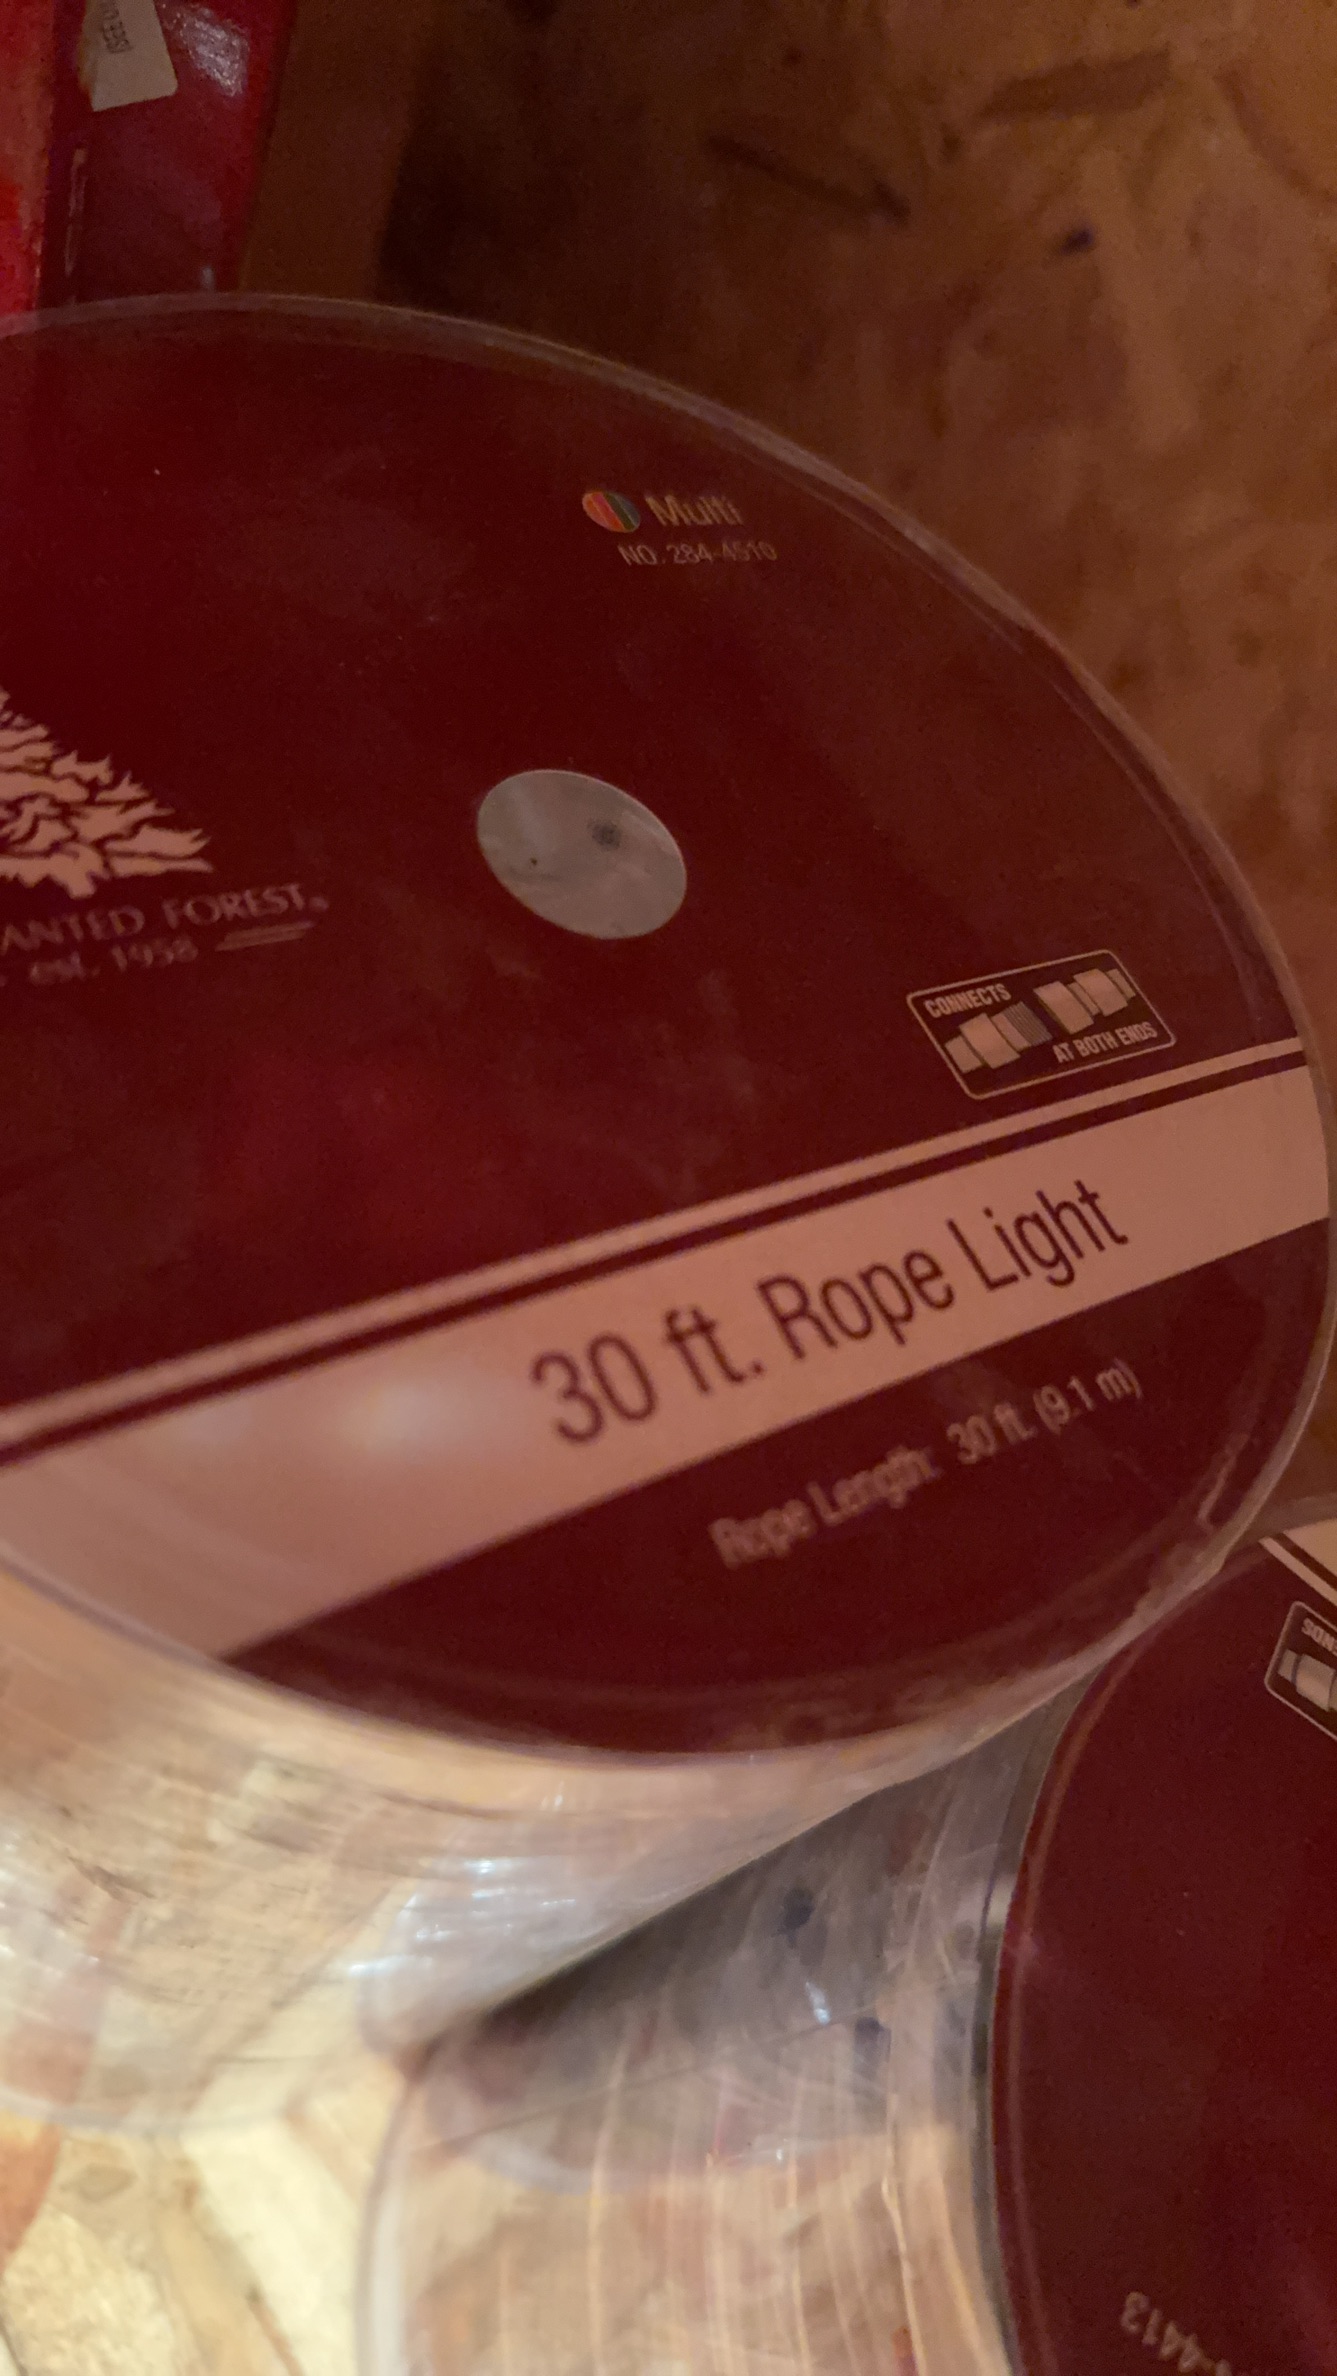 Multi
NO. 284-4510
ANTED FOREST®
est. 1958
CONNECTS
AT BOTH ENDS
30 ft. Rope Light
Rope Length: 30 ft. (9.1 m)
-4413